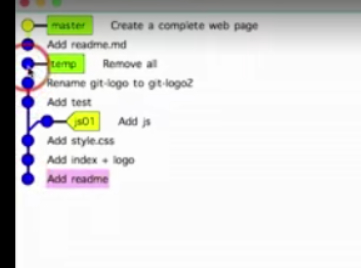 master Create a complete web page
Add readme.md
temp Remove all
Rename git-logo to git-logo2
Add test
js01 Add js
Add style.css
Add index + logo
Add readme